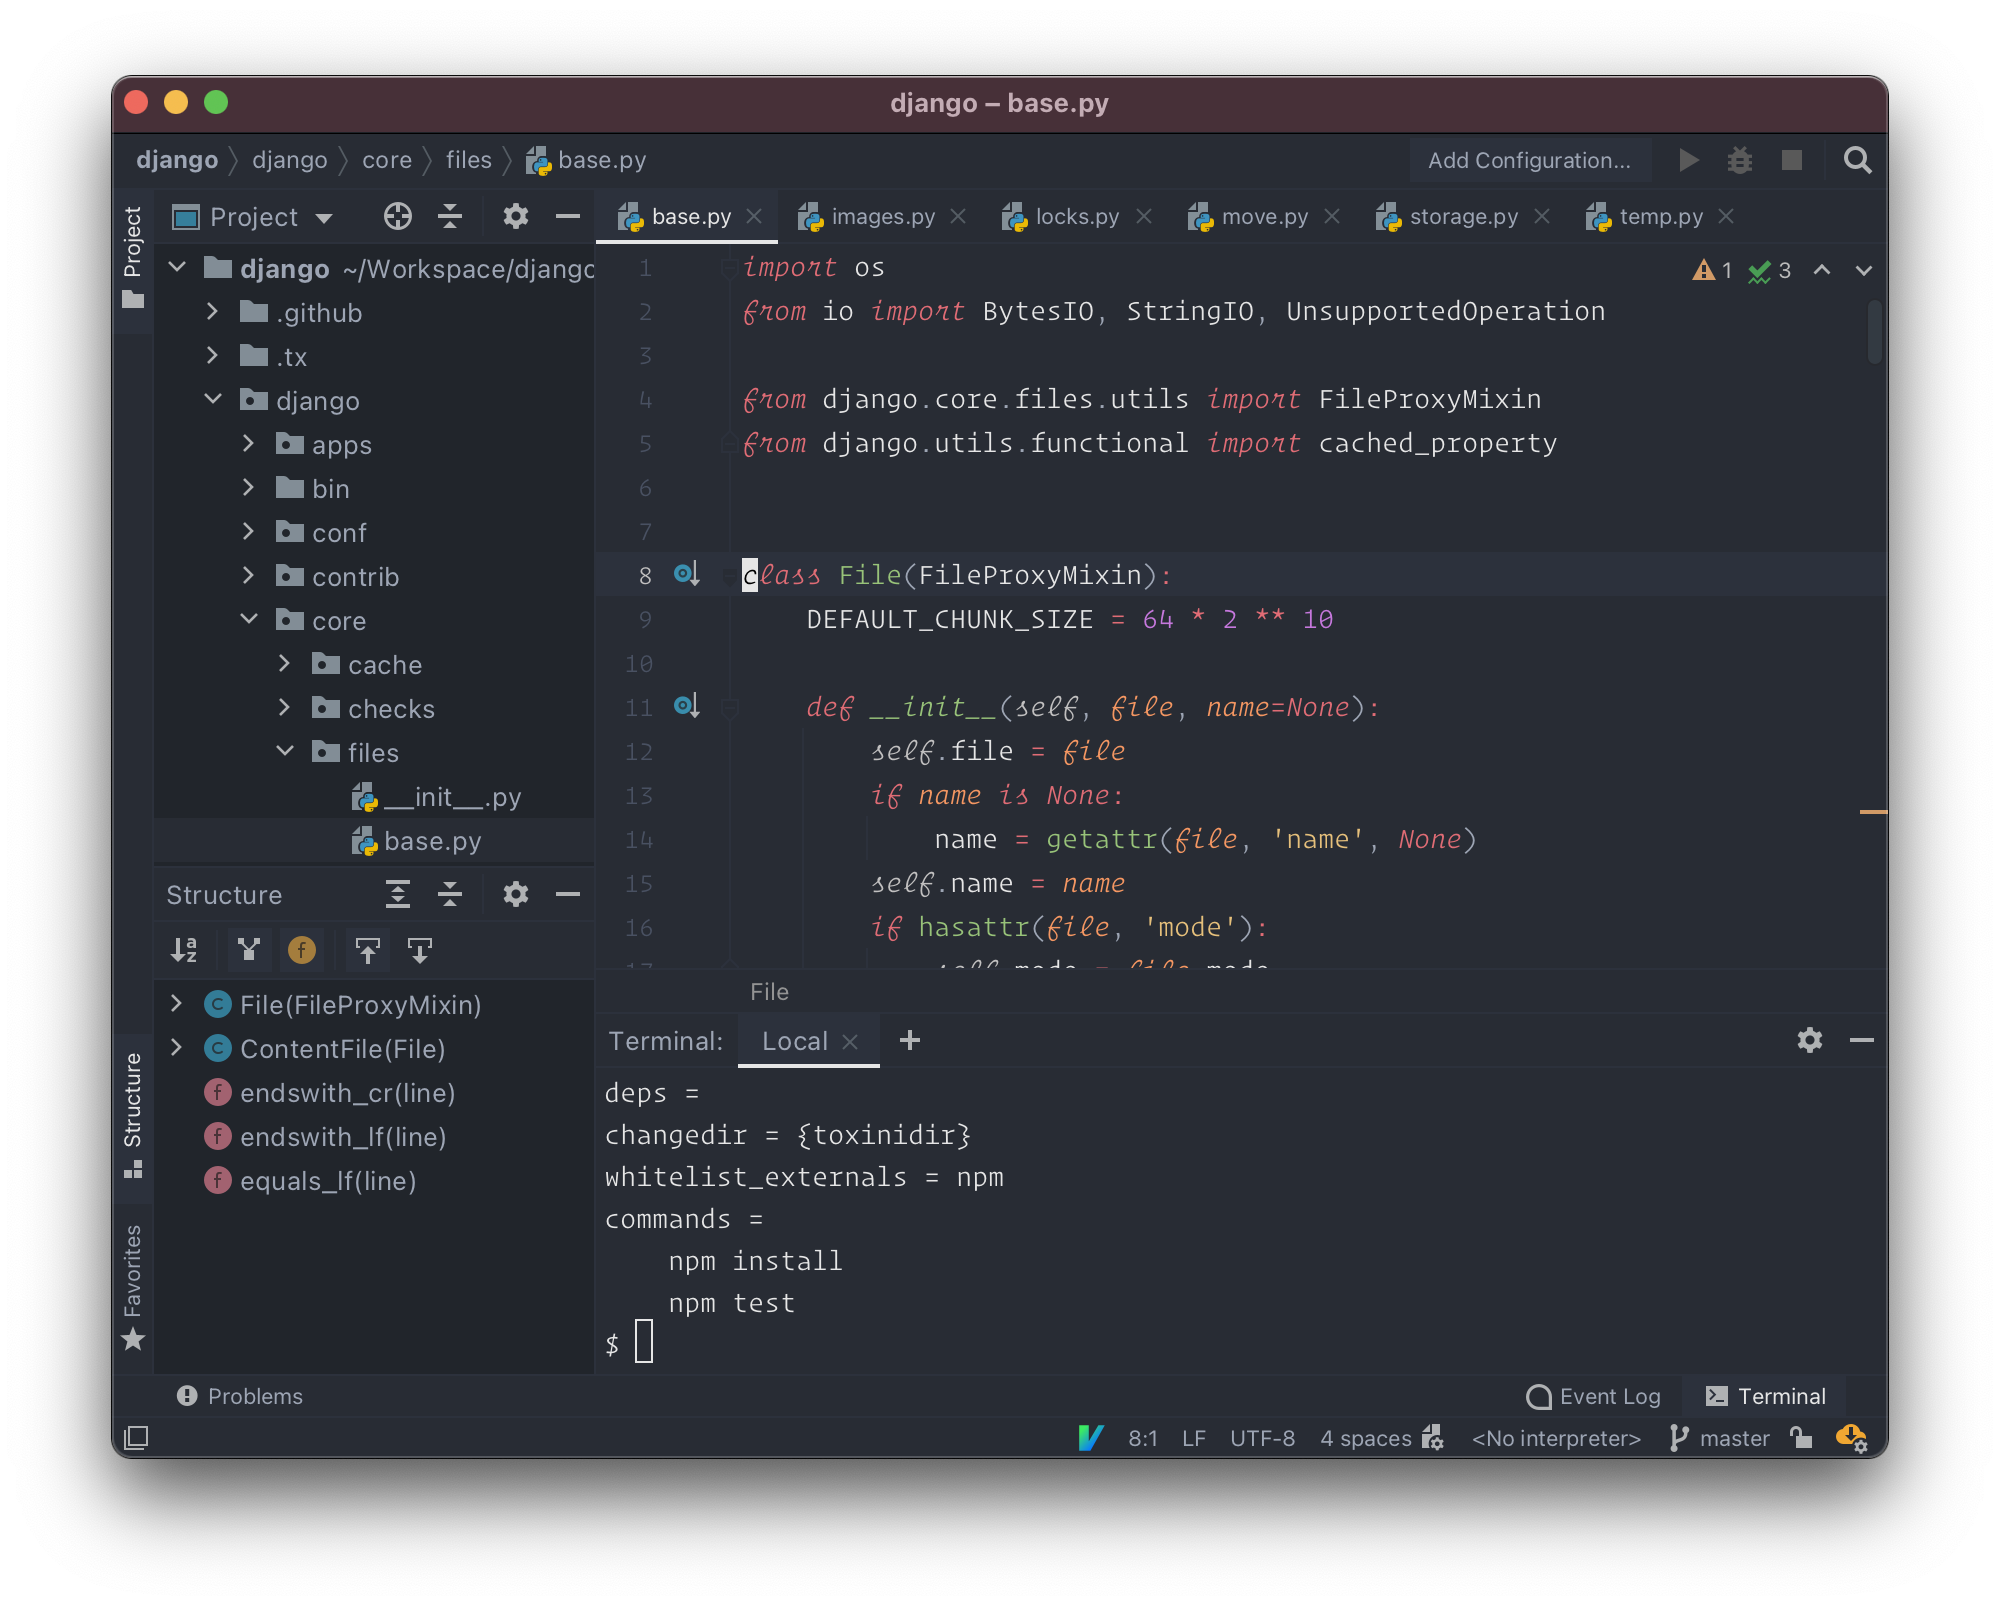 django – base.py
django django core files base.py
Add Configuration...
Project
Project
base.py images.py locks.py move.py storage.py temp.py
django ~/Workspace/django
.github
.tx
django
apps
bin
conf
contrib
core
cache
checks
files
__init__.py
base.py
1 import os
1 3
2 from io import BytesIO, StringIO, UnsupportedOperation
3
4 from django.core.files.utils import FileProxyMixin
5 from django.utils.functional import cached_property
6
7
8 class File(FileProxyMixin):
9 DEFAULT_CHUNK_SIZE = 64 * 2 ** 10
10
11 def __init__(self, file, name=None):
12 self.file = file
13 if name is None:
14 name = getattr(file, 'name', None)
15 self.name = name
16 if hasattr(file, 'mode'):
17 self.mode = file.mode
File
Structure
Structure
File(FileProxyMixin)
ContentFile(File)
endswith_cr(line)
endswith_lf(line)
equals_lf(line)
Favorites
Terminal: Local
deps =
changedir = {toxinidir}
whitelist_externals = npm
commands =
npm install
npm test
$
Problems
Event Log Terminal
8:1 LF UTF-8 4 spaces <No interpreter> master